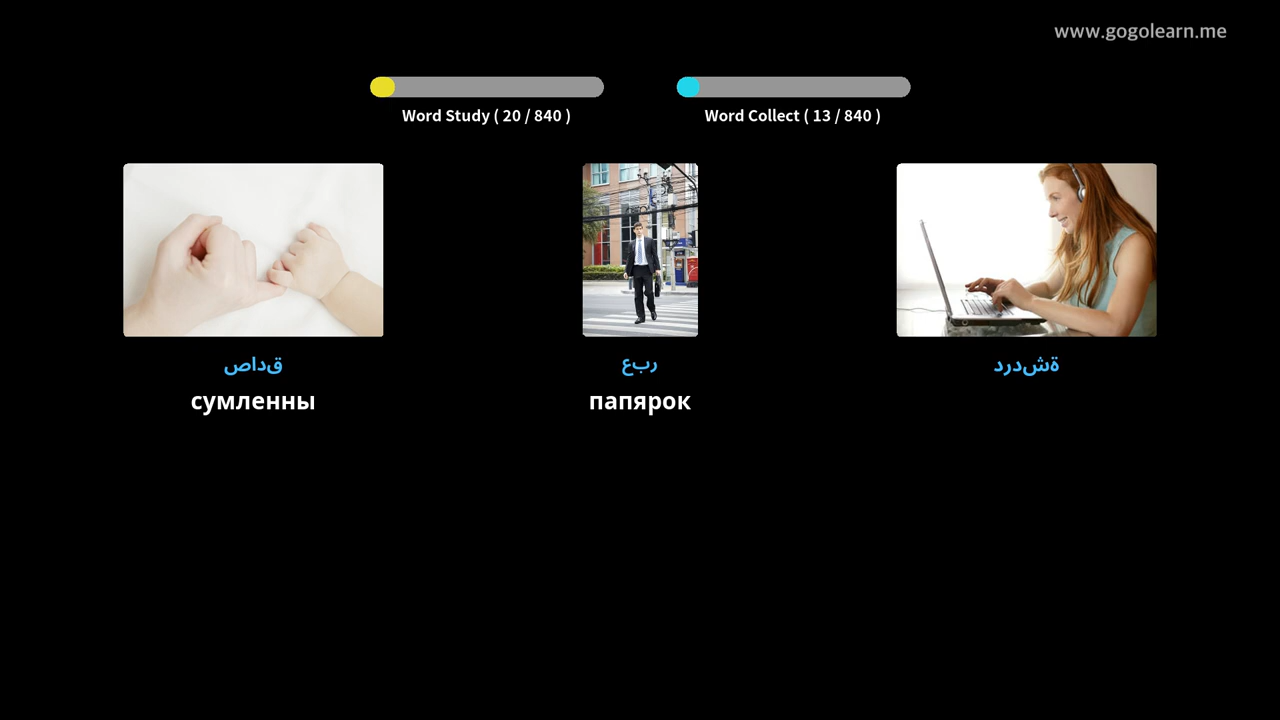 www.gogolearn.me
Word Study ( 20 / 840 )
Word Collect ( 13 / 840 )
قداص
сумленны
ربع
папярок
ةشدرد